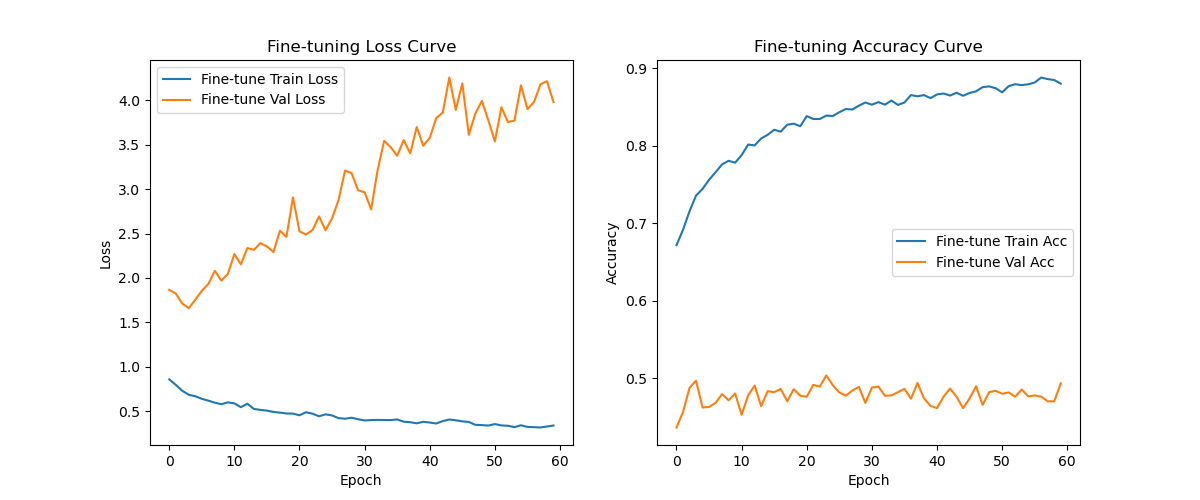 Fine-tuning Loss Curve
Fine-tune Train Loss
Fine-tune Val Loss
Loss
4.0
3.5
3.0
2.5
2.0
1.5
1.0
0.5
0 10 20 30 40 50 60
Epoch
Fine-tuning Accuracy Curve
Fine-tune Train Acc
Fine-tune Val Acc
Accuracy
0.9
0.8
0.7
0.6
0.5
0 10 20 30 40 50 60
Epoch